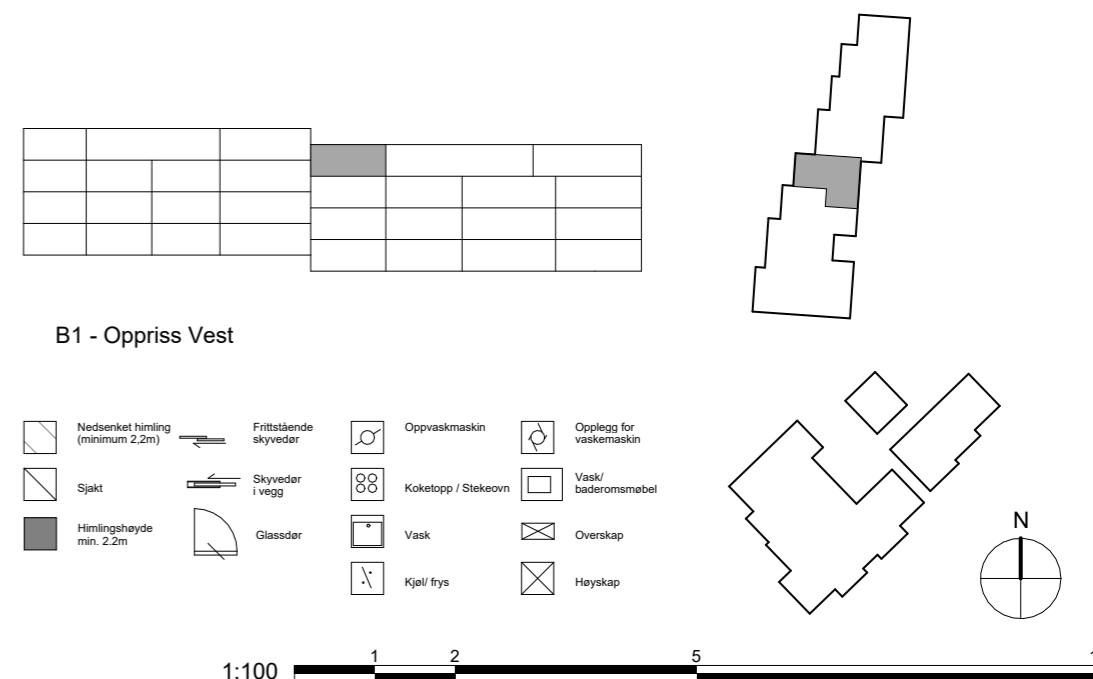 B1 - Oppriss Vest
Nedsenket himling
(minimum 2,2m)
Sjakt
Himlingshøyde
min. 2.2m
Frittstående
skyvedør
Skyvedør
i vegg
Glassdør
Oppvaskmaskin
Koketopp / Stekeovn
Vask
Kjøl/ frys
Opplegg for
vaskemaskin
Vask/
baderomsmøbel
Overskap
Høyskap
N
1:100
1 2 5 1